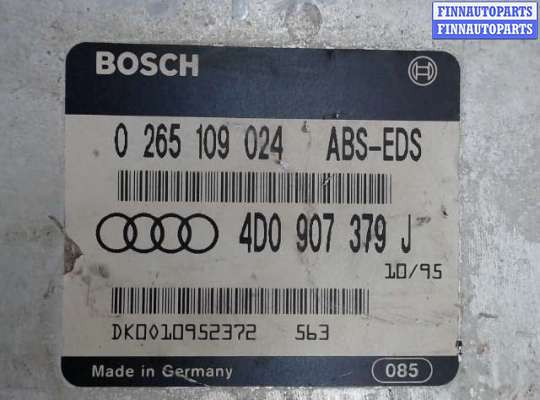 FINNAUTOPARTS
FINNAUTOPARTS
FINNAUTOPARTS
BOSCH
0 265 109 024 ABS-EDS
4D0 907 379 J
10/95
DK0010952372 563
Made in Germany 085